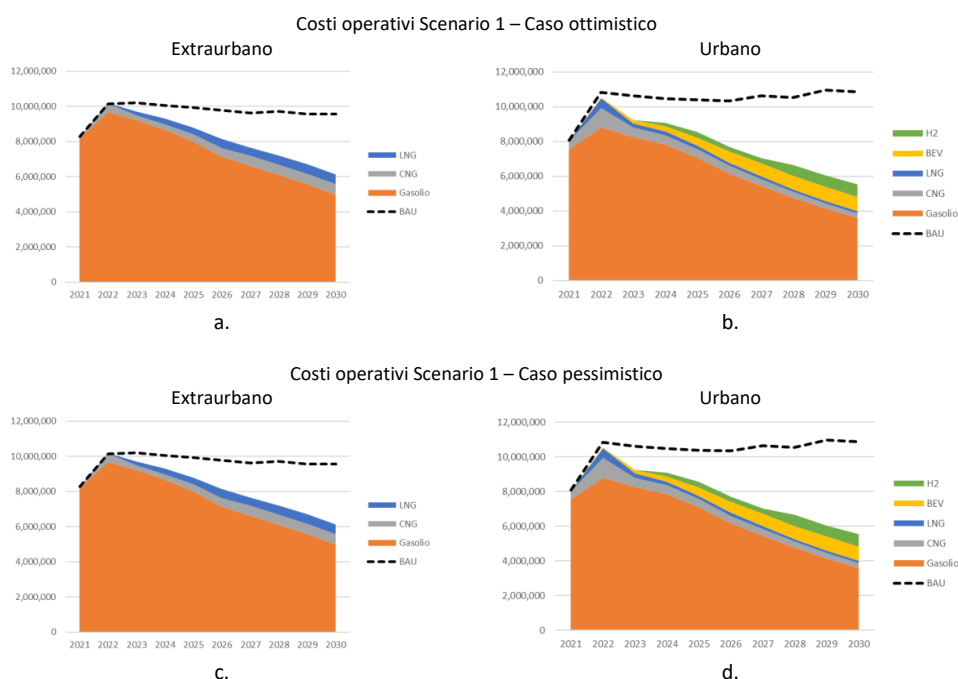 Costi operativi Scenario 1 – Caso ottimistico
Extraurbano
Urbano
12,000,000
10,000,000
8,000,000
6,000,000
4,000,000
2,000,000
0
2021 2022 2023 2024 2025 2026 2027 2028 2029 2030
LNG
CNG
Gasolio
BAU
a.
12,000,000
10,000,000
8,000,000
6,000,000
4,000,000
2,000,000
0
2021 2022 2023 2024 2025 2026 2027 2028 2029 2030
H2
BEV
LNG
CNG
Gasolio
BAU
b.
Costi operativi Scenario 1 – Caso pessimistico
Extraurbano
Urbano
12,000,000
10,000,000
8,000,000
6,000,000
4,000,000
2,000,000
0
2021 2022 2023 2024 2025 2026 2027 2028 2029 2030
LNG
CNG
Gasolio
BAU
c.
12,000,000
10,000,000
8,000,000
6,000,000
4,000,000
2,000,000
0
2021 2022 2023 2024 2025 2026 2027 2028 2029 2030
H2
BEV
LNG
CNG
Gasolio
BAU
d.